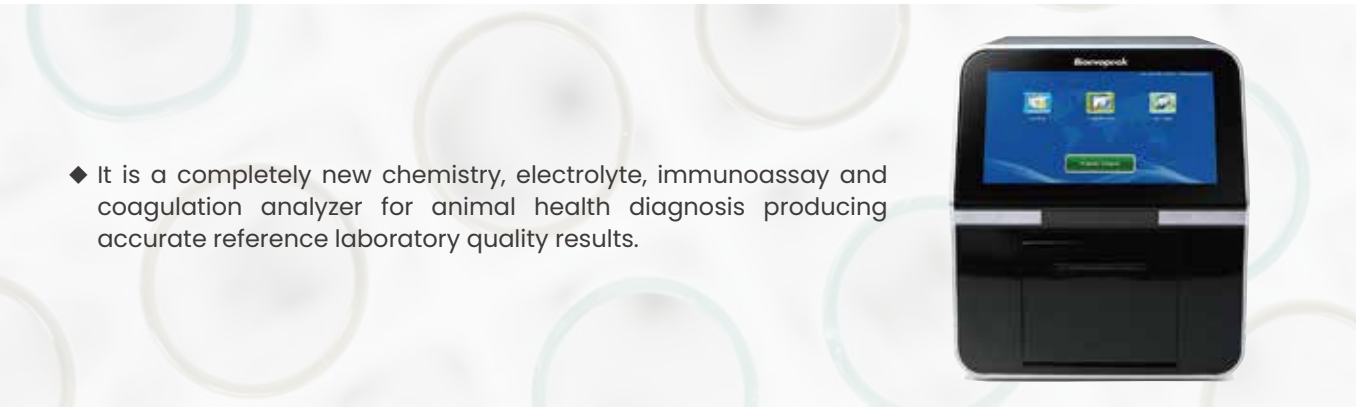 Bioevopeak
◆ It is a completely new chemistry, electrolyte, immunoassay and
coagulation analyzer for animal health diagnosis producing
accurate reference laboratory quality results.